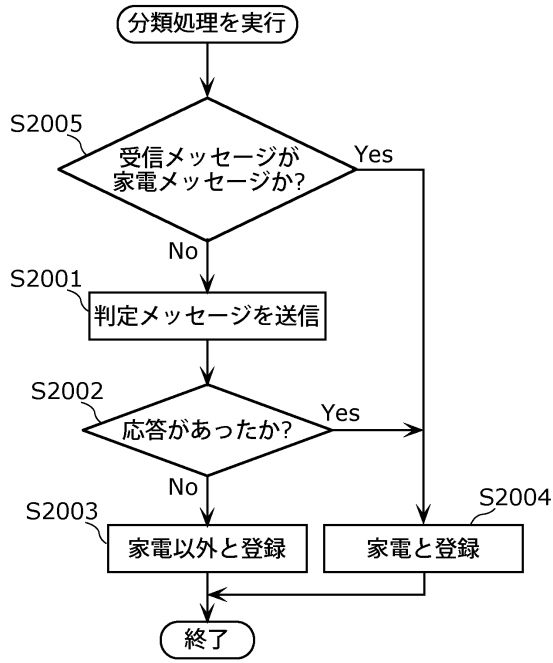 分類処理を実行
S2005
受信メッセージが
家電メッセージか?
Yes
No
S2001
判定メッセージを送信
S2002
応答があったか?
Yes
No
S2003
家電以外と登録
S2004
家電と登録
終了